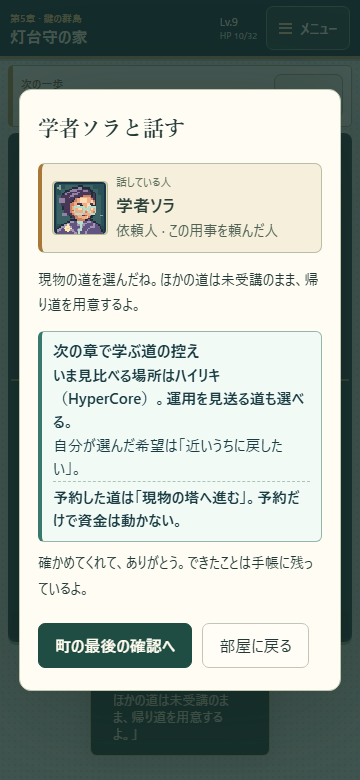 第5章・鍵の群島
灯台守の家
Lv.9
HP 10/32
メニュー
次の一歩
学者ソラと話す
話している人
学者ソラ
依頼人・この用事を頼んだ人
現物の道を選んだね。ほかの道は未受講のまま、帰
り道を用意するよ。
次の章で学ぶ道の控え
いま見比べる場所はハイリキ
（HyperCore）。運用を見送る道も選べ
る。
自分が選んだ希望は「近いうちに戻した
い」。
予約した道は「現物の塔へ進む」。予約だ
けで資金は動かない。
確かめてくれて、ありがとう。できたことは手帳に残っ
ているよ。
町の最後の確認へ
部屋に戻る
ほかの道は未受講のま
ま、帰り道を用意する
よ。」